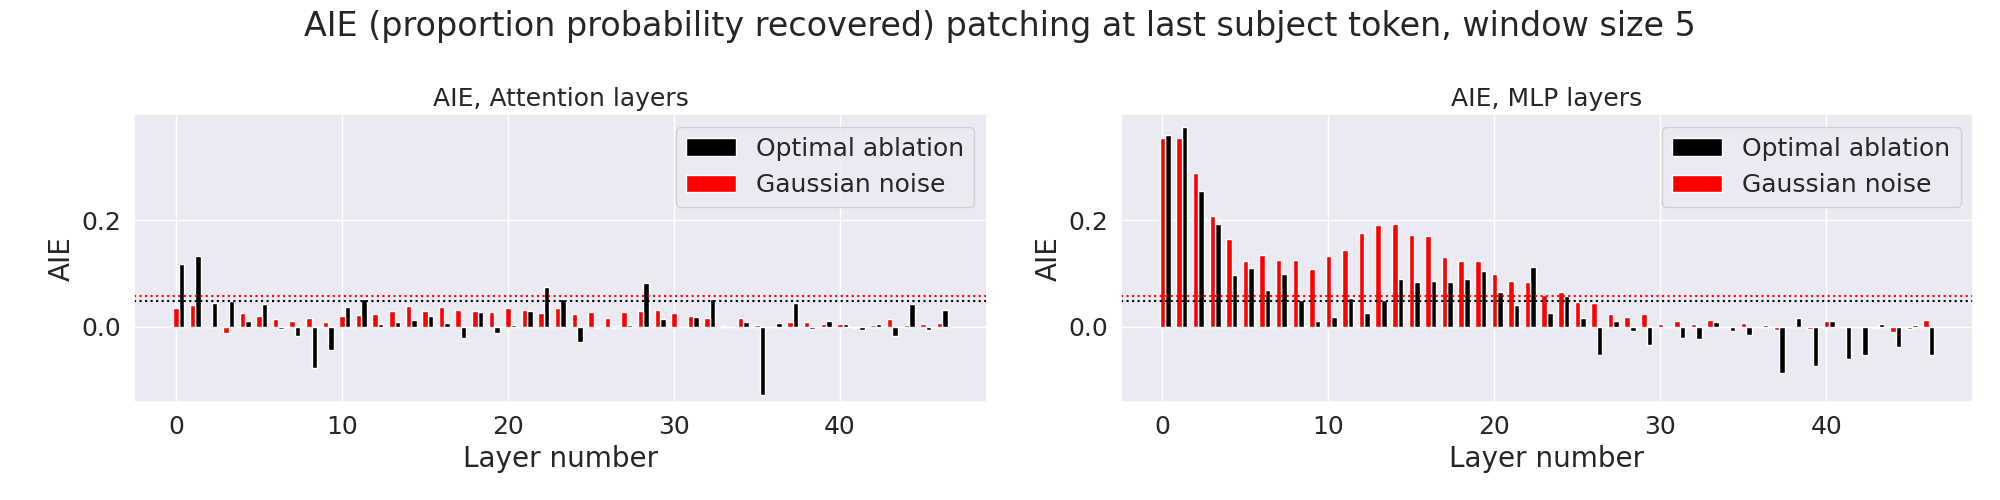 AIE (proportion probability recovered) patching at last subject token, window size 5
AIE, Attention layers
Optimal ablation
Gaussian noise
AIE
0.2
0.0
0
10
20
30
40
Layer number
AIE, MLP layers
Optimal ablation
Gaussian noise
AIE
0.2
0.0
0
10
20
30
40
Layer number